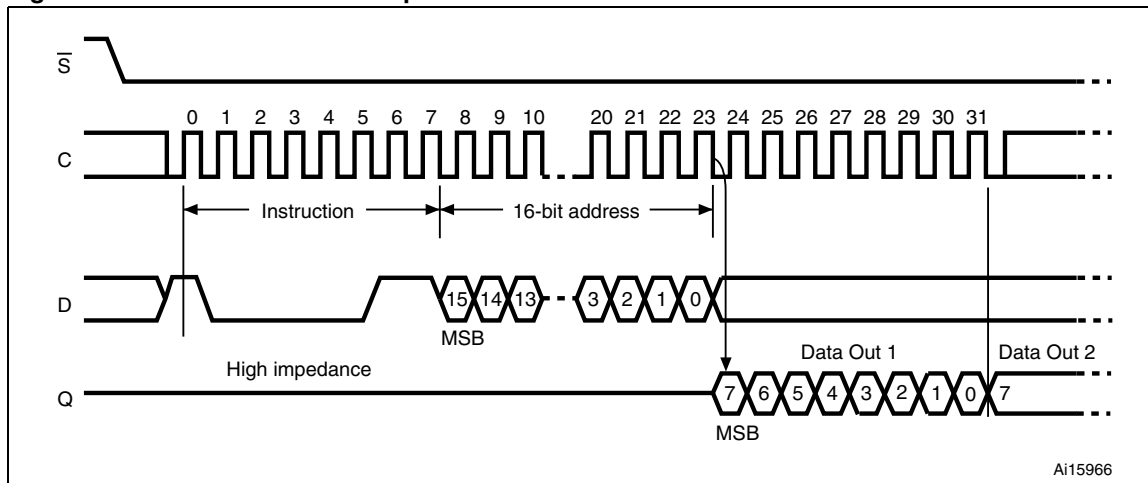 S
0 1 2 3 4 5 6 7 8 9 10 20 21 22 23 24 25 26 27 28 29 30 31
C
Instruction 16-bit address
D
15 14 13 3 2 1 0
MSB
High impedance
Data Out 1 Data Out 2
Q
7 6 5 4 3 2 1 0 7
MSB
Ai15966